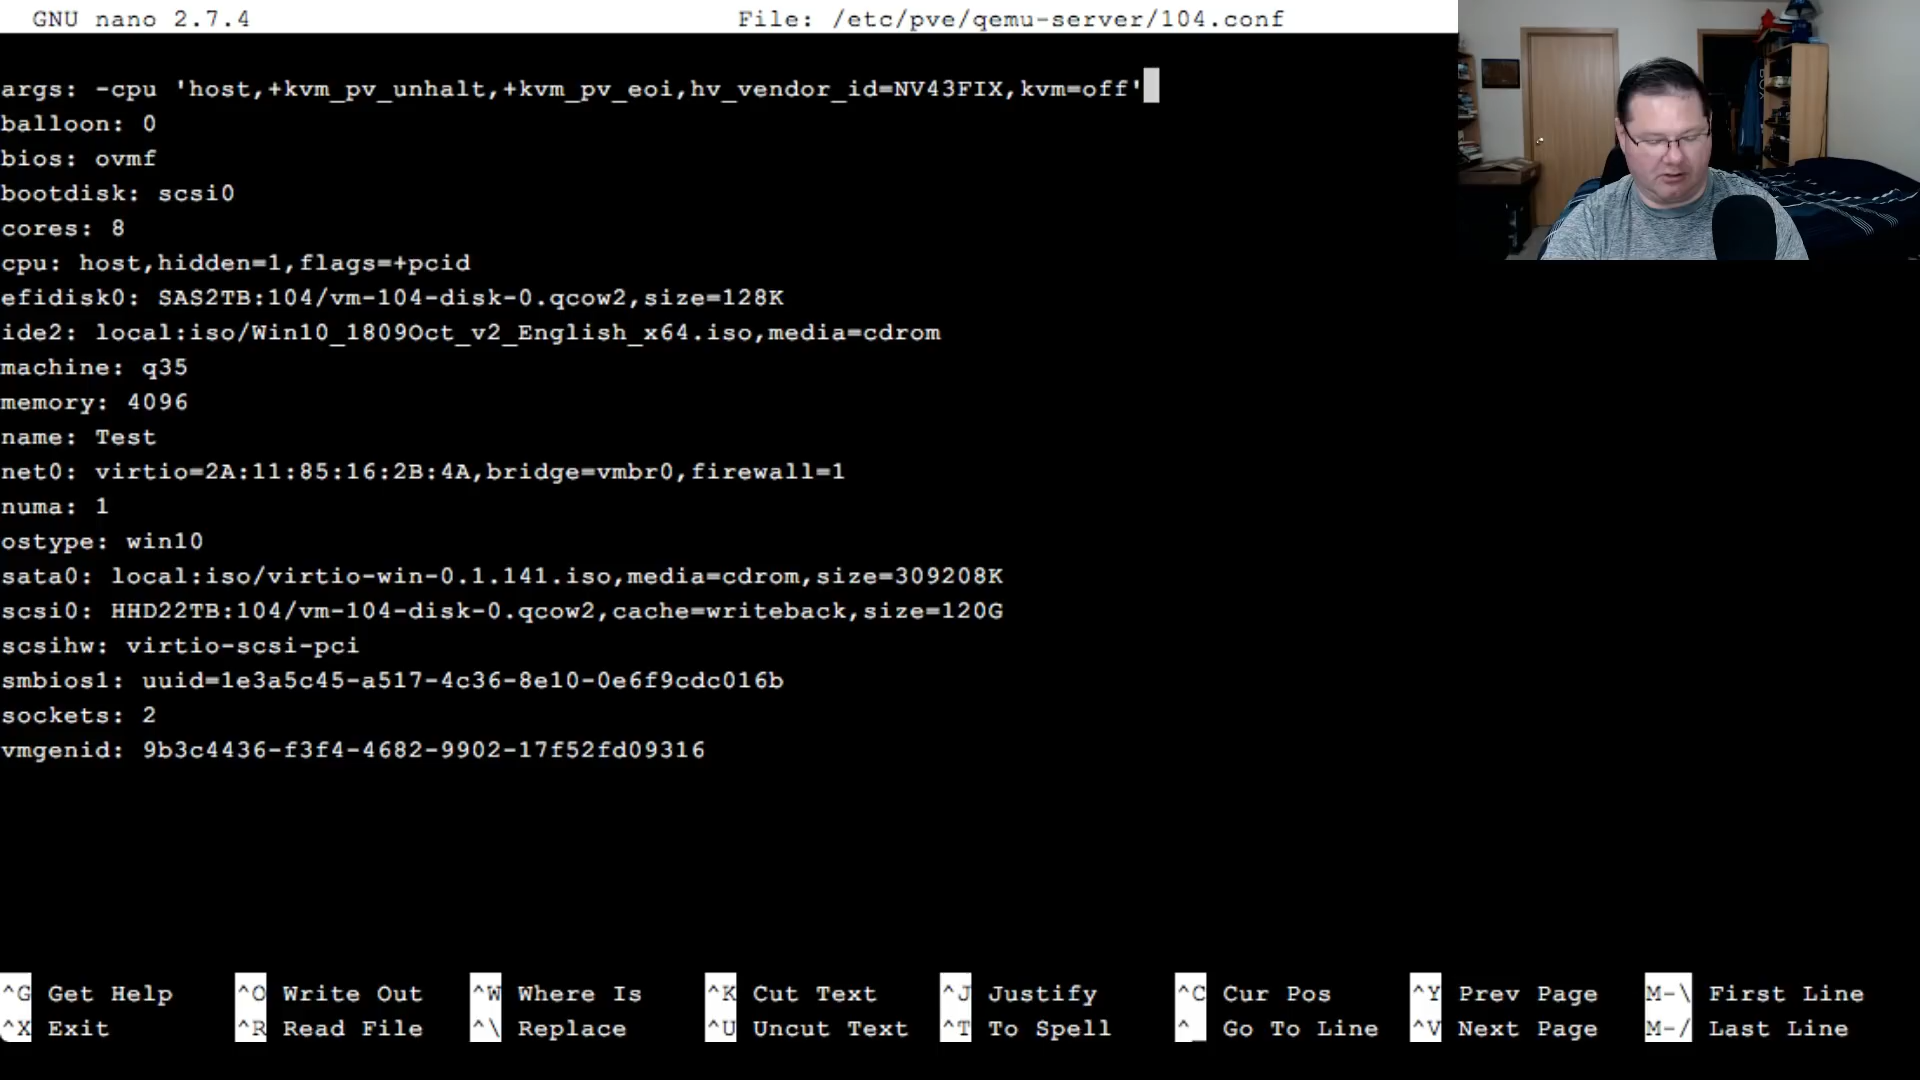 GNU nano 2.7.4 File: /etc/pve/qemu-server/104.conf
args: -cpu 'host,+kvm_pv_unhalt,+kvm_pv_eoi,hv_vendor_id=NV43FIX,kvm=off'
balloon: 0
bios: ovmf
bootdisk: scsi0
cores: 8
cpu: host,hidden=1,flags=+pcid
efidisk0: SAS2TB:104/vm-104-disk-0.qcow2,size=128K
ide2: local:iso/Win10_1809Oct_v2_English_x64.iso,media=cdrom
machine: q35
memory: 4096
name: Test
net0: virtio=2A:11:85:16:2B:4A,bridge=vmbr0,firewall=1
numa: 1
ostype: win10
sata0: local:iso/virtio-win-0.1.141.iso,media=cdrom,size=309208K
scsi0: HHD22TB:104/vm-104-disk-0.qcow2,cache=writeback,size=120G
scsihw: virtio-scsi-pci
smbios1: uuid=1e3a5c45-a517-4c36-8e10-0e6f9cdc016b
sockets: 2
vmgenid: 9b3c4436-f3f4-4682-9902-17f52fd09316
^G Get Help ^O Write Out ^W Where Is ^K Cut Text ^J Justify ^C Cur Pos ^Y Prev Page M-\ First Line
^X Exit ^R Read File ^\ Replace ^U Uncut Text ^T To Spell ^_ Go To Line ^V Next Page M-/ Last Line